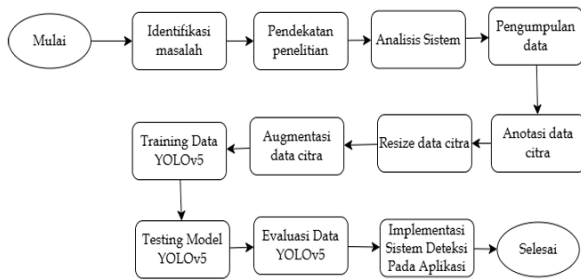 Mulai
Identifikasi
masalah
Pendekatan
penelitian
Analisis Sistem
Pengumpulan
data
Anotasi data
citra
Resize data citra
Augmentasi
data citra
Training Data
YOLOv5
Testing Model
YOLOv5
Evaluasi Data
YOLOv5
Implementasi
Sistem Deteksi
Pada Aplikasi
Selesai